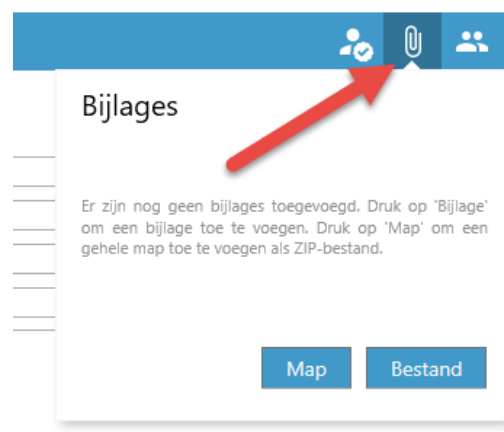 Bijlages
Er zijn nog geen bijlages toegevoegd. Druk op 'Bijlage'
om een bijlage toe te voegen. Druk op 'Map' om een
gehele map toe te voegen als ZIP-bestand.
Map Bestand